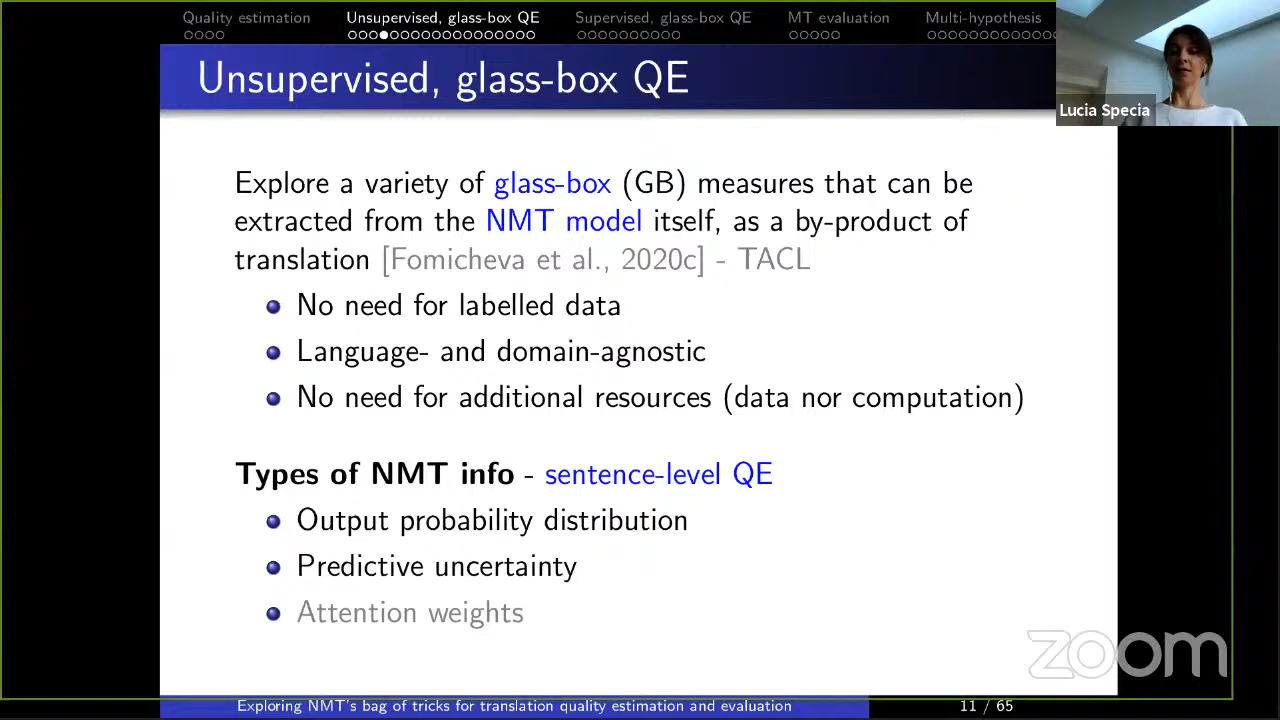 Quality estimation Unsupervised, glass-box QE Supervised, glass-box QE MT evaluation Multi-hypothesis
Unsupervised, glass-box QE
Lucia Specia
Explore a variety of glass-box (GB) measures that can be
extracted from the NMT model itself, as a by-product of
translation [Fomicheva et al., 2020c] - TACL
No need for labelled data
Language- and domain-agnostic
No need for additional resources (data nor computation)
Types of NMT info - sentence-level QE
Output probability distribution
Predictive uncertainty
Attention weights
zoom
Exploring NMT's bag of tricks for translation quality estimation and evaluation 11 / 65